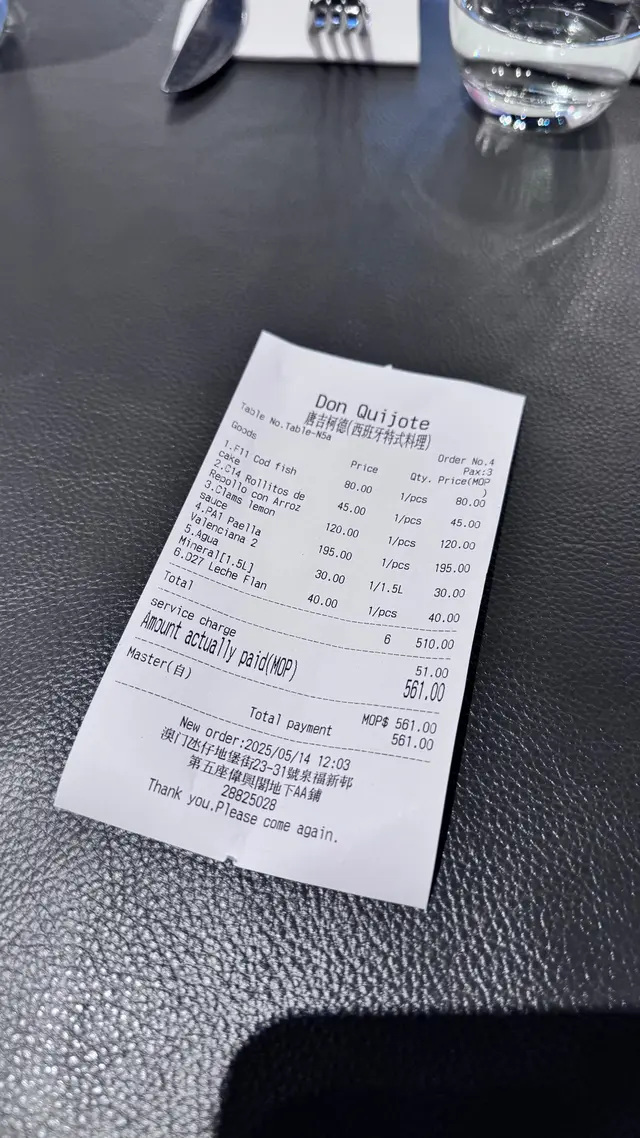 Don Quijote
唐吉柯德(西班牙特式料理)
Table No.Table-N5a Order No.4
Pax:3
Goods Price Qty. Price(MOP
)
1.F11 Cod fish 80.00 1/pcs 80.00
cake
2.C14 Rollitos de 45.00 1/pcs 45.00
Repollo con Arroz
3.Clams lemon 120.00 1/pcs 120.00
sauce
4.PA1 Paella 195.00 1/pcs 195.00
Valenciana 2
5.Agua 30.00 1/1.5L 30.00
Mineral[1.5L]
6.D27 Leche Flan 40.00 1/pcs 40.00
Total 6 510.00
service charge 51.00
Amount actually paid(MOP) 561.00
Master(自) MOP$ 561.00
Total payment 561.00
New order:2025/05/14 12:03
澳门氹仔地堡街23-31號泉福新邨
第五座偉興閣地下AA鋪
28825028
Thank you.Please come again.